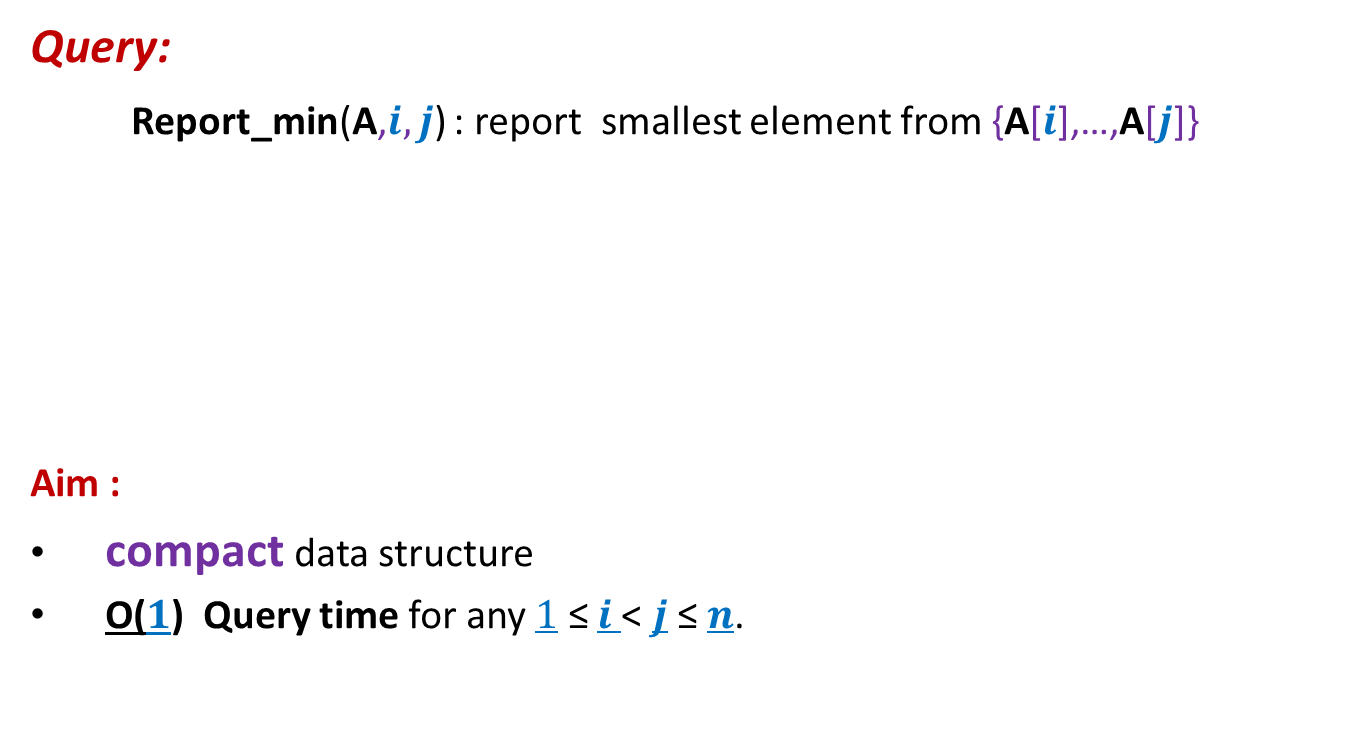 Query:
Report_min(A,i, j) : report smallest element from {A[i],…,A[j]}
Aim :
• compact data structure
• O(1) Query time for any 1 ≤ i < j ≤ n.